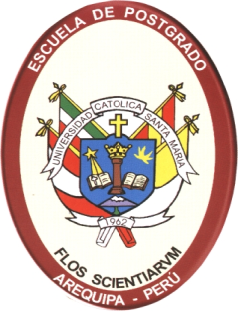 ESCUELA DE POSTGRADO
UNIVERSIDAD CATOLICA SANTA MARIA
1962
FLOS SCIENTIARVM
AREQUIPA - PERÚ